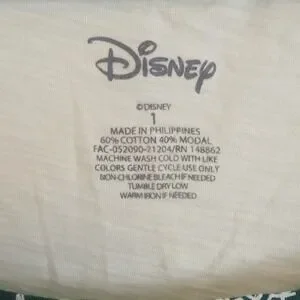 Disney
©DISNEY
1
MADE IN PHILIPPINES
60% COTTON 40% MODAL
FAC-052090-21204/RN 148862
MACHINE WASH COLD WITH LIKE
COLORS GENTLE CYCLE USE ONLY
NON-CHLORINE BLEACH IF NEEDED
TUMBLE DRY LOW
WARM IRON IF NEEDED